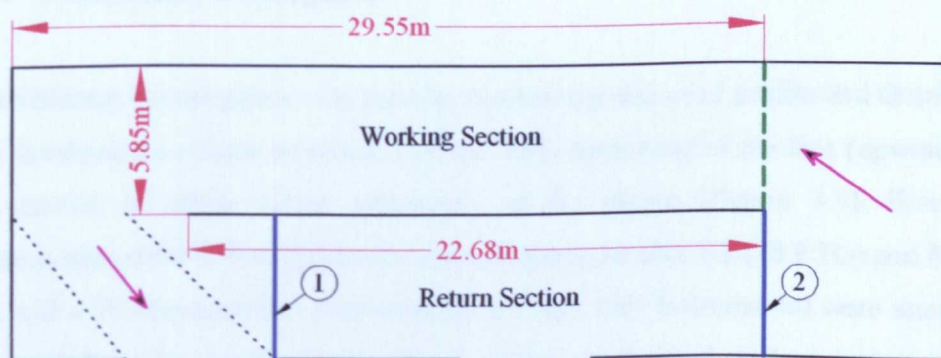 29.55m
5.85m
Working Section
22.68m
1
2
Return Section